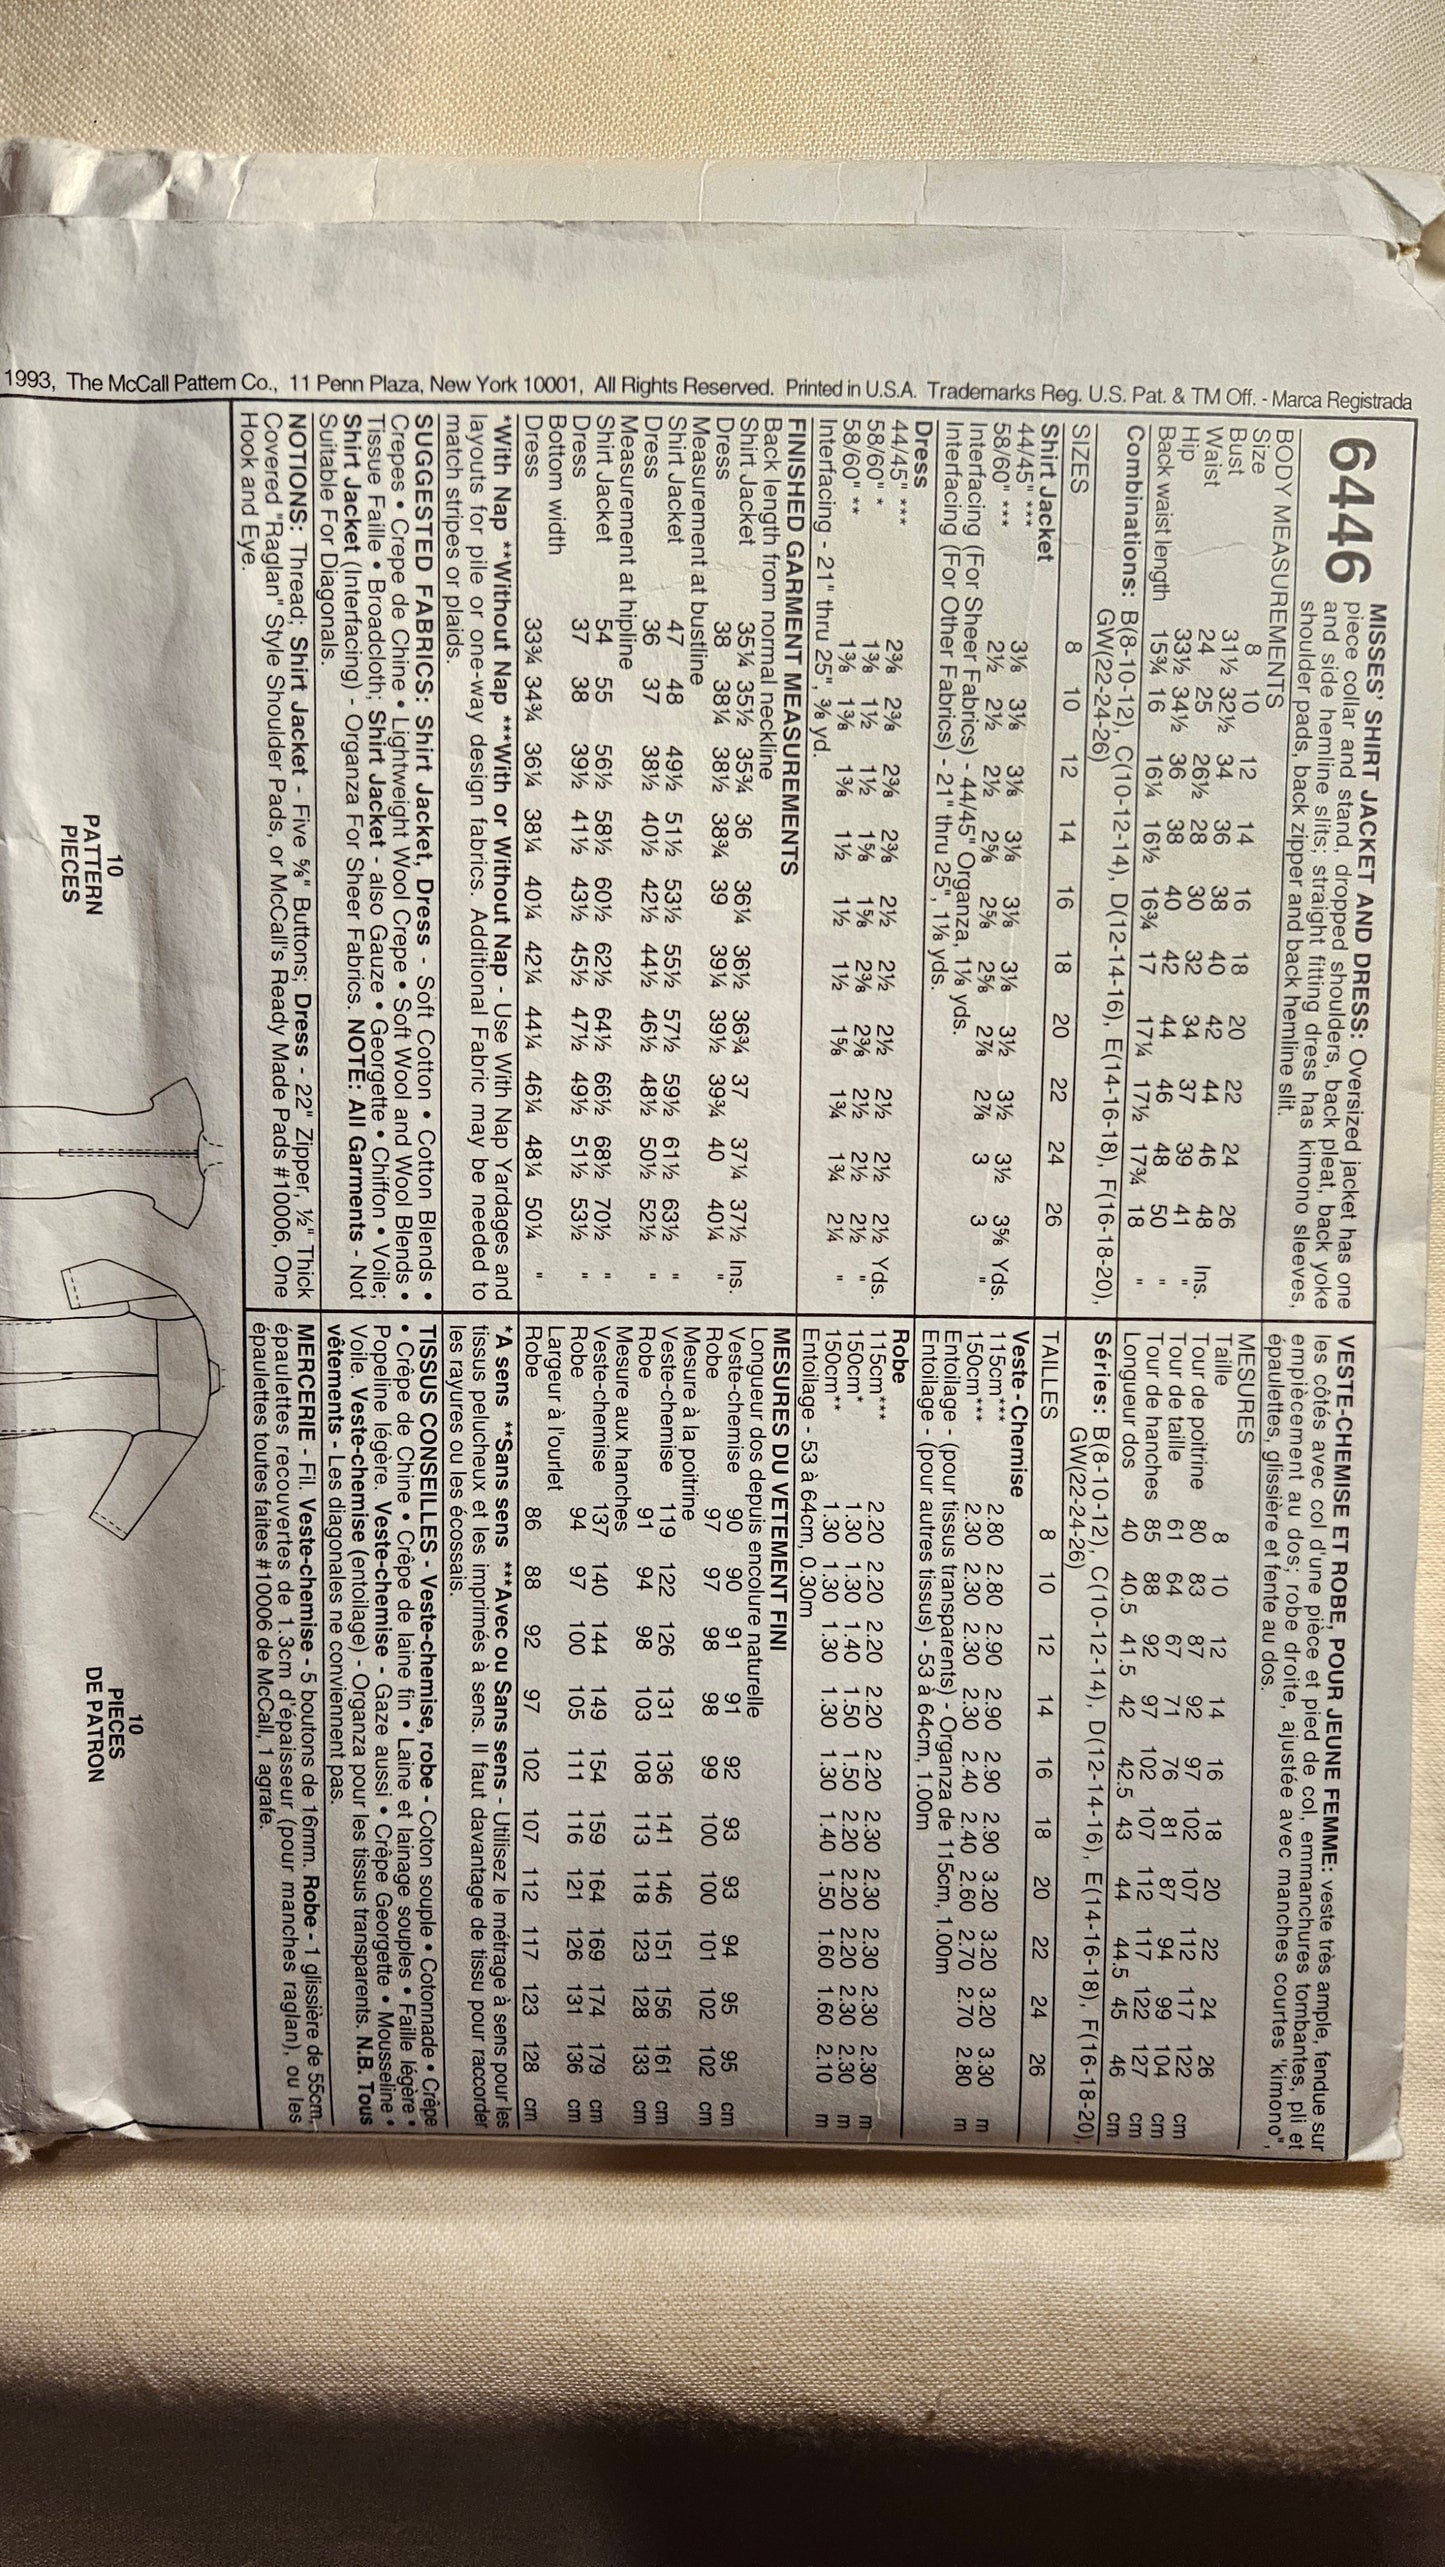 1993, The McCall Pattern Co., 11 Penn Plaza, New York 10001, All Rights Reserved. Printed in U.S.A. Trademarks Reg. U.S. Pat. & TM Off. - Marca Registrada
6446
MISSES' SHIRT JACKET AND DRESS: Oversized jacket has one
piece collar and stand, dropped shoulders, back pleat, back yoke
and side hemline slits; straight fitting dress has kimono sleeves,
shoulder pads, back zipper and back hemline slit.
BODY MEASUREMENTS
Size 8 10 12 14 16 18 20 22 24 26
Bust 31½ 32½ 34 36 38 40 42 44 46 48 Ins.
Waist 24 25 26½ 28 30 32 34 37 39 41 "
Hip 33½ 34½ 36 38 40 42 44 46 48 50 "
Back waist length 15¾ 16 16¼ 16½ 16¾ 17 17¼ 17½ 17¾ 18 "
Combinations: B(8-10-12), C(10-12-14), D(12-14-16), E(14-16-18), F(16-18-20),
GW(22-24-26)
SIZES 8 10 12 14 16 18 20 22 24 26
Shirt Jacket
44/45" *** 3⅛ 3⅛ 3⅛ 3⅛ 3⅛ 3⅛ 3½ 3½ 3½ 3⅝ Yds.
58/60" *** 2½ 2½ 2½ 2⅝ 2⅝ 2⅝ 2⅞ 2⅞ 3 3 "
Interfacing (For Sheer Fabrics) - 44/45" Organza, 1⅛ yds.
Interfacing (For Other Fabrics) - 21" thru 25", 1⅛ yds.
Dress
44/45" *** 2⅜ 2⅜ 2⅜ 2⅜ 2½ 2½ 2½ 2½ 2½ 2½ Yds.
58/60" * 1⅜ 1½ 1½ 1⅝ 1⅝ 2⅜ 2⅜ 2½ 2½ 2½ "
58/60" ** 1⅜ 1⅜ 1⅜ 1½ 1½ 1½ 1⅝ 1¾ 1¾ 2¼ "
Interfacing - 21" thru 25", ⅜ yd.
FINISHED GARMENT MEASUREMENTS
Back length from normal neckline
Shirt Jacket 35¼ 35½ 35¾ 36 36¼ 36½ 36¾ 37 37¼ 37½ Ins.
Dress 38 38¼ 38½ 38¾ 39 39¼ 39½ 39¾ 40 40¼ "
Measurement at bustline
Shirt Jacket 47 48 49½ 51½ 53½ 55½ 57½ 59½ 61½ 63½ "
Dress 36 37 38½ 40½ 42½ 44½ 46½ 48½ 50½ 52½ "
Measurement at hipline
Shirt Jacket 54 55 56½ 58½ 60½ 62½ 64½ 66½ 68½ 70½ "
Dress 37 38 39½ 41½ 43½ 45½ 47½ 49½ 51½ 53½ "
Bottom width
Dress 33¾ 34¾ 36¼ 38¼ 40¼ 42¼ 44¼ 46¼ 48¼ 50¼ "
*With Nap **Without Nap ***With or Without Nap - Use With Nap Yardages and
layouts for pile or one-way design fabrics. Additional Fabric may be needed to
match stripes or plaids.
SUGGESTED FABRICS: Shirt Jacket, Dress - Soft Cotton • Cotton Blends •
Crepes • Crepe de Chine • Lightweight Wool Crepe • Soft Wool and Wool Blends •
Tissue Faille • Broadcloth; Shirt Jacket - also Gauze • Georgette • Chiffon • Voile;
Shirt Jacket (Interfacing) - Organza For Sheer Fabrics. NOTE: All Garments - Not
Suitable For Diagonals.
NOTIONS: Thread; Shirt Jacket - Five ⅝" Buttons; Dress - 22" Zipper, ½" Thick
Covered "Raglan" Style Shoulder Pads, or McCall's Ready Made Pads #10006, One
Hook and Eye.
10
PATTERN
PIECES
VESTE-CHEMISE ET ROBE, POUR JEUNE FEMME: veste très ample, fendue sur
les côtés avec col d'une pièce et pied de col, emmanchures tombantes, pli et
empiècement au dos; robe droite, ajustée avec manches courtes "kimono",
épaulettes, glissière et fente au dos.
MESURES
Taille 8 10 12 14 16 18 20 22 24 26
Tour de poitrine 80 83 87 92 97 102 107 112 117 122 cm
Tour de taille 61 64 67 71 76 81 87 94 99 104 cm
Tour de hanches 85 88 92 97 102 107 112 117 122 127 cm
Longueur dos 40 40.5 41.5 42 42.5 43 44 44.5 45 46 cm
Séries: B(8-10-12), C(10-12-14), D(12-14-16), E(14-16-18), F(16-18-20),
GW(22-24-26)
TAILLES 8 10 12 14 16 18 20 22 24 26
Veste - Chemise
115cm*** 2.80 2.80 2.90 2.90 2.90 2.90 3.20 3.20 3.20 3.30 m
150cm*** 2.30 2.30 2.30 2.30 2.40 2.40 2.60 2.70 2.70 2.80 m
Entoilage - (pour tissus transparents) - Organza de 115cm, 1.00m
Entoilage - (pour autres tissus) - 53 à 64cm, 1.00m
Robe
115cm*** 2.20 2.20 2.20 2.20 2.20 2.30 2.30 2.30 2.30 2.30 m
150cm* 1.30 1.30 1.40 1.50 1.50 2.20 2.20 2.20 2.30 2.30 m
150cm** 1.30 1.30 1.30 1.30 1.30 1.40 1.50 1.60 1.60 2.10 m
Entoilage - 53 à 64cm, 0.30m
MESURES DU VETEMENT FINI
Longueur dos depuis encolure naturelle
Veste-chemise 90 90 91 91 92 93 93 94 95 95 cm
Robe 97 97 98 98 99 100 100 101 102 102 cm
Mesure à la poitrine
Veste-chemise 119 122 126 131 136 141 146 151 156 161 cm
Robe 91 94 98 103 108 113 118 123 128 133 cm
Mesure aux hanches
Veste-chemise 137 140 144 149 154 159 164 169 174 179 cm
Robe 94 97 100 105 111 116 121 126 131 136 cm
Largeur à l'ourlet
Robe 86 88 92 97 102 107 112 117 123 128 cm
*A sens **Sans sens ***Avec ou Sans sens - Utilisez le métrage à sens pour les
tissus pelucheux et les imprimés à sens. Il faut davantage de tissu pour raccorder
les rayures ou les écossais.
TISSUS CONSEILLES - Veste-chemise, robe - Coton souple • Cotonnade • Crêpe
• Crêpe de Chine • Crêpe de laine fin • Laine et lainage souples • Faille légère •
Popeline légère. Veste-chemise - Gaze aussi • Crêpe Georgette • Mousseline •
Voile. Veste-chemise (entoilage) - Organza pour les tissus transparents. N.B. Tous
vêtements - Les diagonales ne conviennent pas.
MERCERIE - Fil. Veste-chemise - 5 boutons de 16mm. Robe - 1 glissière de 55cm,
épaulettes recouvertes de 1.3cm d'épaisseur (pour manches raglan), ou les
épaulettes toutes faites #10006 de McCall, 1 agrafe.
10
PIECES
DE PATRON